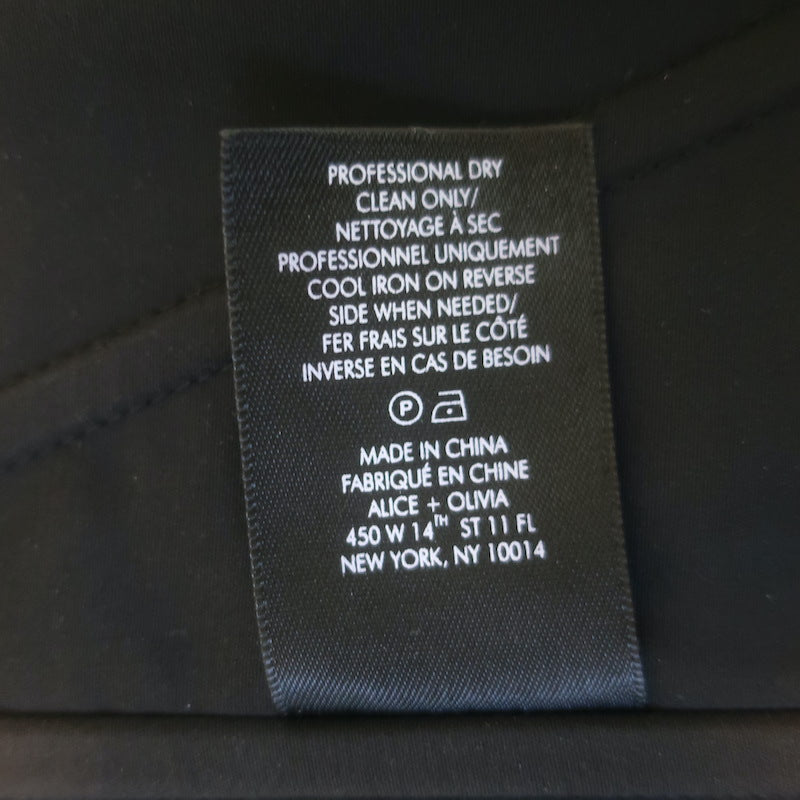 PROFESSIONAL DRY
CLEAN ONLY/
NETTOYAGE À SEC
PROFESSIONNEL UNIQUEMENT
COOL IRON ON REVERSE
SIDE WHEN NEEDED/
FER FRAIS SUR LE CÔTÉ
INVERSE EN CAS DE BESOIN
P
MADE IN CHINA
FABRIQUÉ EN CHINE
ALICE + OLIVIA
450 W 14TH ST 11 FL
NEW YORK, NY 10014